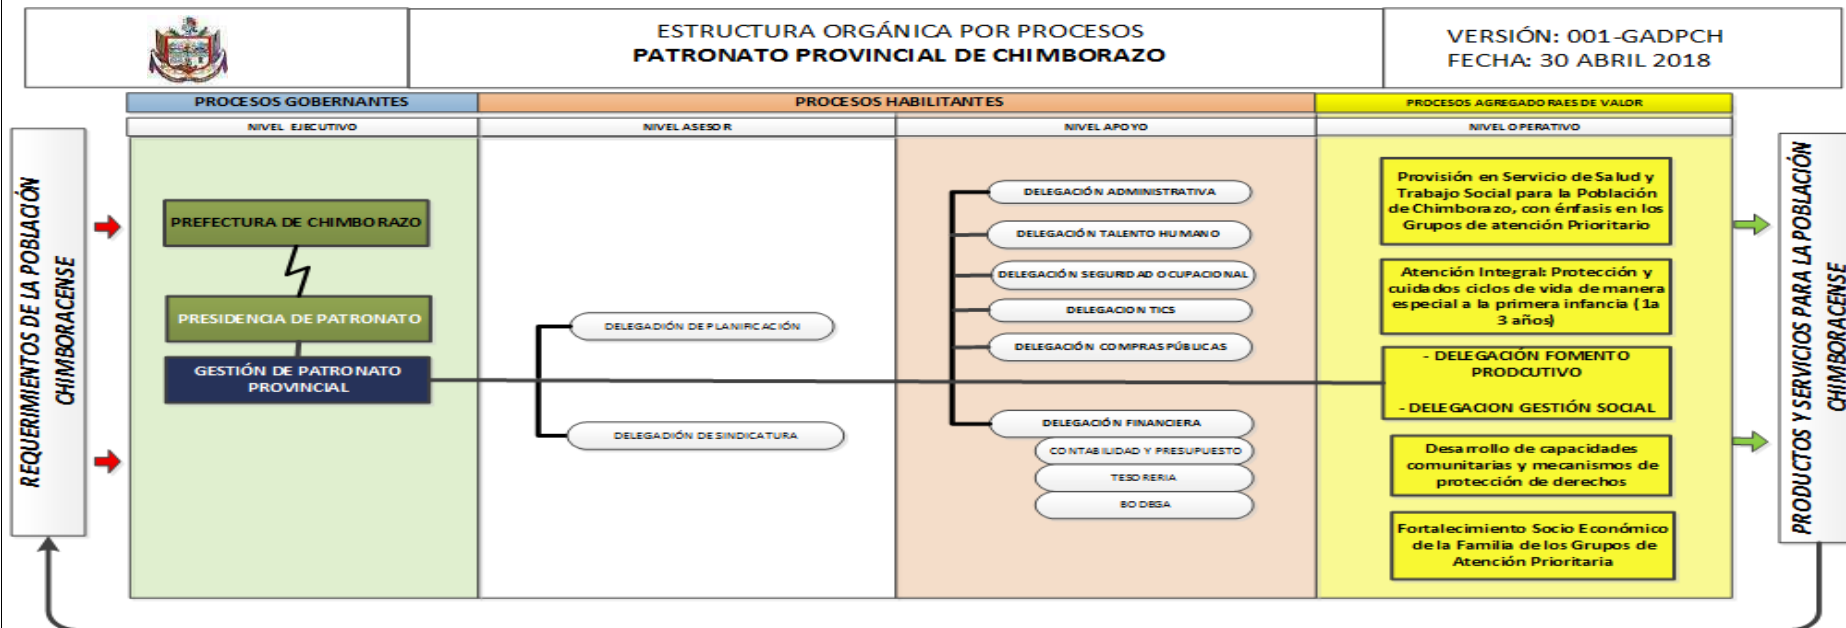 ESTRUCTURA ORGÁNICA POR PROCESOS
PATRONATO PROVINCIAL DE CHIMBORAZO
VERSIÓN: 001-GADPCH
FECHA: 30 ABRIL 2018
PROCESOS GOBERNANTES
PROCESOS HABILITANTES
PROCESOS AGREGADORAES DE VALOR
NIVEL EJECUTIVO
NIVEL ASESOR
NIVEL APOYO
NIVEL OPERATIVO
REQUERIMIENTOS DE LA POBLACIÓN
CHIMBORACENSE
PREFECTURA DE CHIMBORAZO
PRESIDENCIA DE PATRONATO
GESTIÓN DE PATRONATO
PROVINCIAL
DELEGADIÓN DE PLANIFICACIÓN
DELEGADIÓN DE SINDICATURA
DELEGACIÓN ADMINISTRATIVA
DELEGACIÓN TALENTO HUMANO
DELEGACIÓN SEGURIDAD OCUPACIONAL
DELEGACION TICS
DELEGACIÓN COMPRAS PÚBLICAS
DELEGACIÓN FINANCIERA
CONTABILIDAD Y PRESUPUESTO
TESORERIA
BODEGA
Provisión en Servicio de Salud y
Trabajo Social para la Población
de Chimborazo, con énfasis en los
Grupos de atención Prioritario
Atención Integral: Protección y
cuidados ciclos de vida de manera
especial a la primera infancia (1a
3 años)
- DELEGACIÓN FOMENTO
PRODCUTIVO
- DELEGACION GESTIÓN SOCIAL
Desarrollo de capacidades
comunitarias y mecanismos de
protección de derechos
Fortalecimiento Socio Económico
de la Familia de los Grupos de
Atención Prioritaria
PRODUCTOS Y SERVICIOS PARA LA POBLACIÓN
CHIMBORACENSE